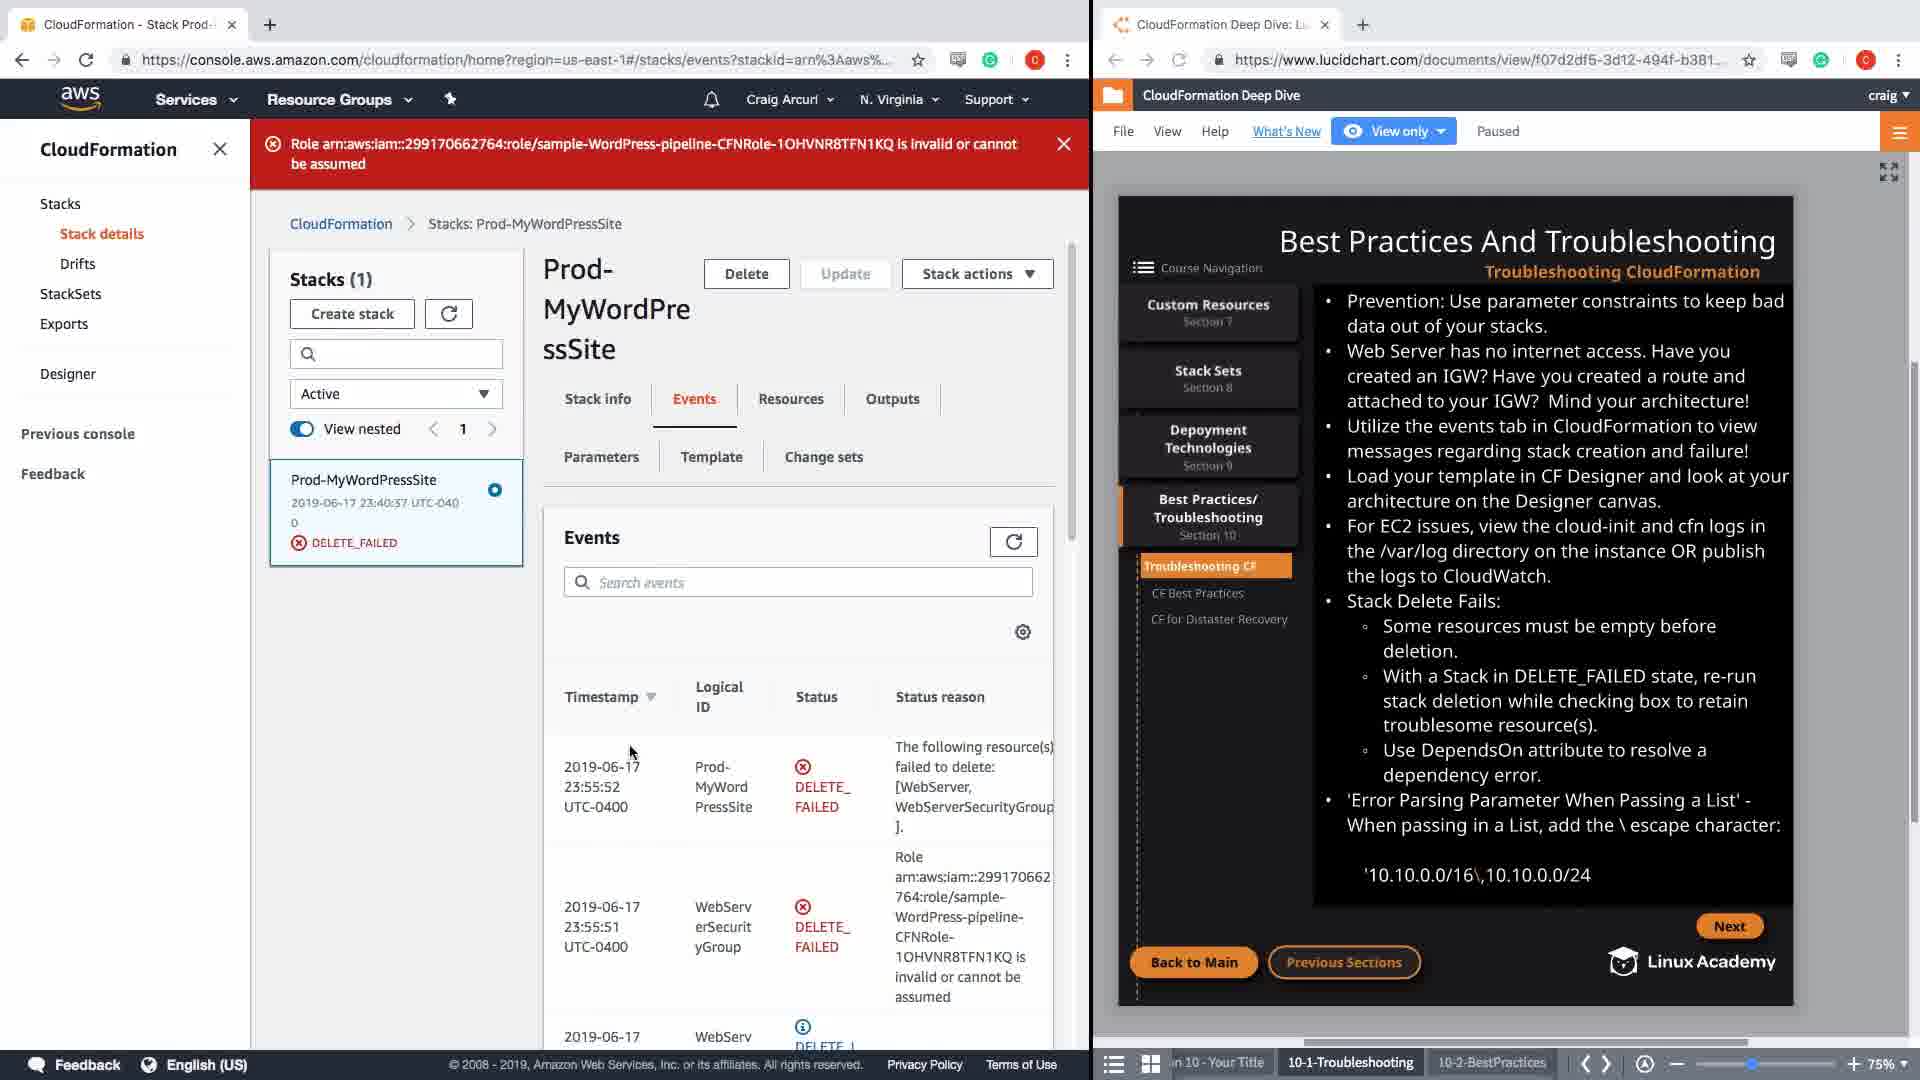 CloudFormation - Stack Prod-
https://console.aws.amazon.com/cloudformation/home?region=us-east-1#/stacks/events?stackId=arn%3Aaws%...
C
aws
Services
Resource Groups
Craig Arcuri
N. Virginia
Support
CloudFormation
Stacks
Stack details
Drifts
StackSets
Exports
Designer
Previous console
Feedback
Role arn:aws:iam::299170662764:role/sample-WordPress-pipeline-CFNRole-1OHVNR8TFN1KQ is invalid or cannot
be assumed
CloudFormation > Stacks: Prod-MyWordPressSite
Stacks (1)
Create stack
Active
View nested
1
Prod-MyWordPressSite
2019-06-17 23:40:37 UTC-040
0
DELETE_FAILED
Prod-
MyWordPre
ssSite
Delete
Update
Stack actions
Stack info
Events
Resources
Outputs
Parameters
Template
Change sets
Events
Search events
Timestamp
Logical
ID
Status
Status reason
2019-06-17
23:55:52
UTC-0400
Prod-
MyWord
PressSite
DELETE_
FAILED
The following resource(s)
failed to delete:
[WebServer,
WebServerSecurityGroup
].
2019-06-17
23:55:51
UTC-0400
WebServ
erSecurit
yGroup
DELETE_
FAILED
Role
arn:aws:iam::299170662
764:role/sample-
WordPress-pipeline-
CFNRole-
1OHVNR8TFN1KQ is
invalid or cannot be
assumed
2019-06-17
WebServ
Feedback
English (US)
© 2008 - 2019, Amazon Web Services, Inc. or its affiliates. All rights reserved.
Privacy Policy
Terms of Use
CloudFormation Deep Dive: Lu
https://www.lucidchart.com/documents/view/f07d2df5-3d12-494f-b381...
C
CloudFormation Deep Dive
craig
File
View
Help
What's New
View only
Paused
Best Practices And Troubleshooting
Troubleshooting CloudFormation
Course Navigation
Custom Resources
Section 7
Stack Sets
Section 8
Depoyment
Technologies
Section 9
Best Practices/
Troubleshooting
Section 10
Troubleshooting CF
CF Best Practices
CF for Distaster Recovery
• Prevention: Use parameter constraints to keep bad
data out of your stacks.
• Web Server has no internet access. Have you
created an IGW? Have you created a route and
attached to your IGW? Mind your architecture!
• Utilize the events tab in CloudFormation to view
messages regarding stack creation and failure!
• Load your template in CF Designer and look at your
architecture on the Designer canvas.
• For EC2 issues, view the cloud-init and cfn logs in
the /var/log directory on the instance OR publish
the logs to CloudWatch.
• Stack Delete Fails:
◦ Some resources must be empty before
deletion.
◦ With a Stack in DELETE_FAILED state, re-run
stack deletion while checking box to retain
troublesome resource(s).
◦ Use DependsOn attribute to resolve a
dependency error.
• 'Error Parsing Parameter When Passing a List' -
When passing in a List, add the \ escape character:
'10.10.0.0/16\,10.10.0.0/24
Next
Back to Main
Previous Sections
Linux Academy
on 10 - Your Title
10-1-Troubleshooting
10-2-BestPractices
75%